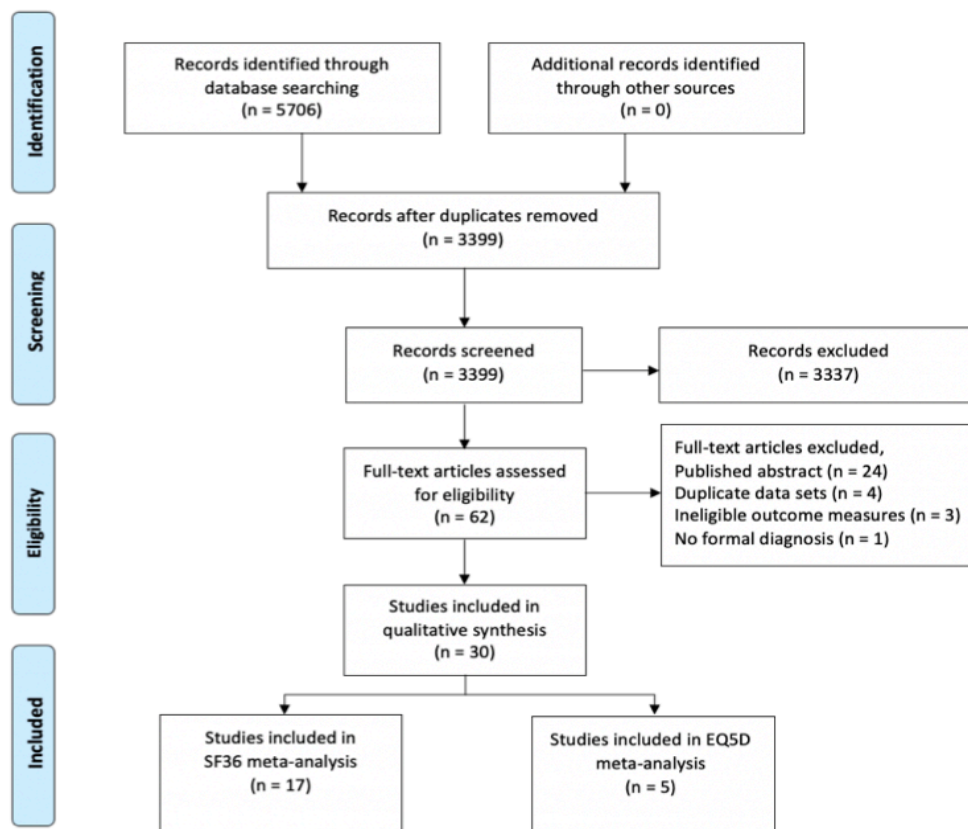 Identification
Records identified through
database searching
(n = 5706)
Additional records identified
through other sources
(n = 0)
Records after duplicates removed
(n = 3399)
Screening
Records screened
(n = 3399)
Records excluded
(n = 3337)
Eligibility
Full-text articles assessed
for eligibility
(n = 62)
Full-text articles excluded,
Published abstract (n = 24)
Duplicate data sets (n = 4)
Ineligible outcome measures (n = 3)
No formal diagnosis (n = 1)
Studies included in
qualitative synthesis
(n = 30)
Included
Studies included in
SF36 meta-analysis
(n = 17)
Studies included in EQ5D
meta-analysis
(n = 5)